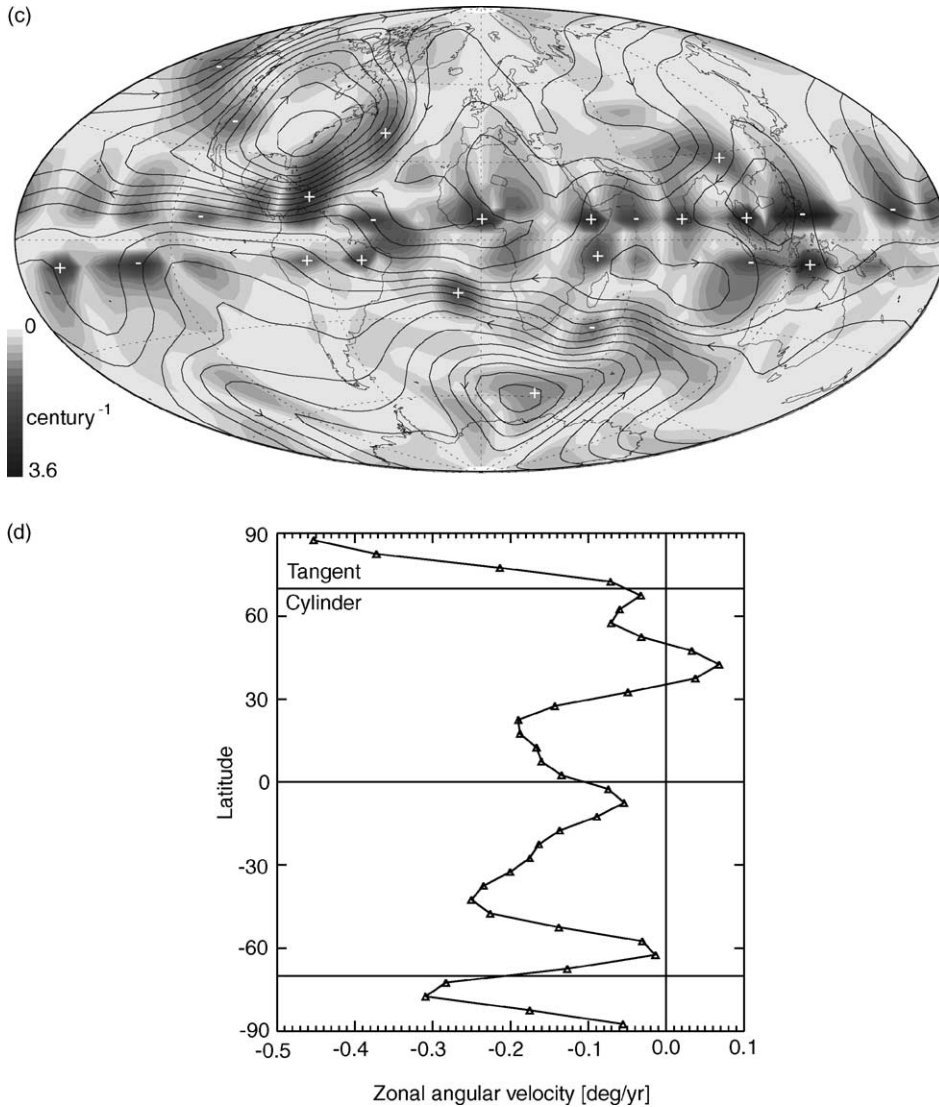 (c)
0
century⁻¹
3.6
(d)
90
Tangent
Cylinder
60
30
Latitude
0
-30
-60
-90
-0.5 -0.4 -0.3 -0.2 -0.1 0.0 0.1
Zonal angular velocity [deg/yr]